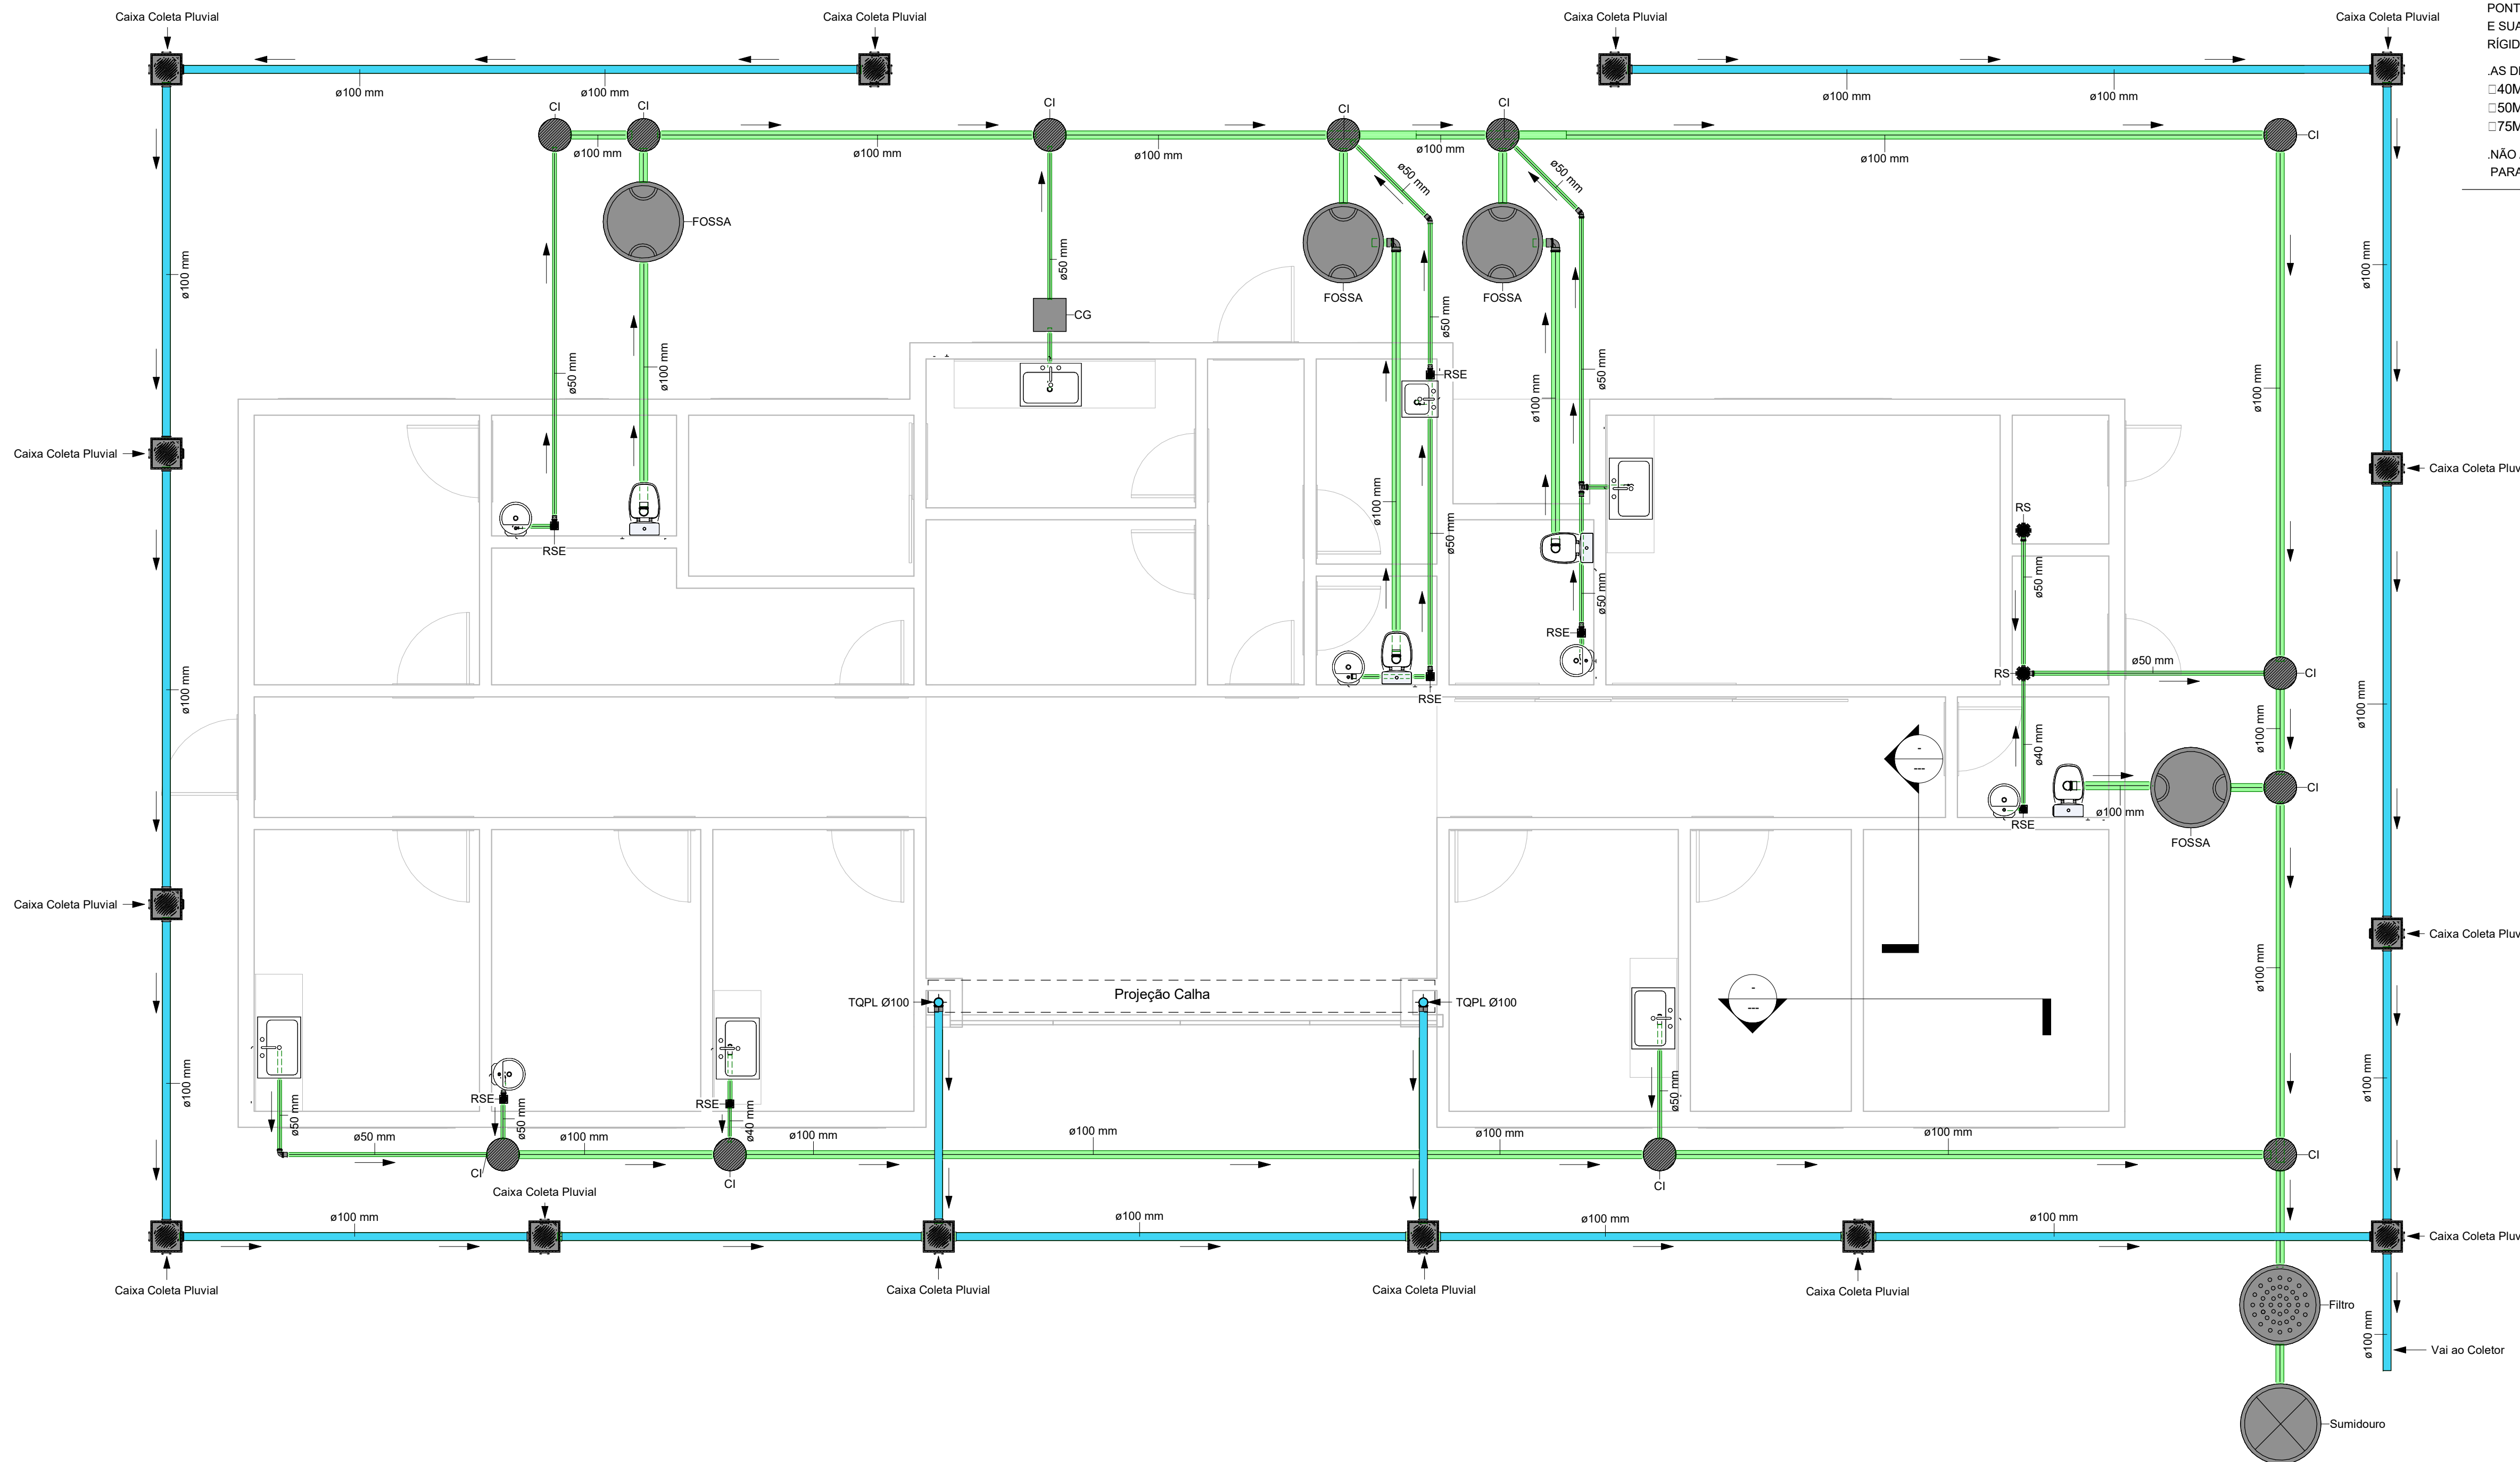 Caixa Coleta Pluvial
Caixa Coleta Pluvial
Caixa Coleta Pluvial
Caixa Coleta Pluvial
PONT
E SUA
RÍGID
.AS D
□40M
□50M
□75M
.NÃO
PARA
ø100 mm
ø100 mm
ø100 mm
ø100 mm
CI
CI
CI
CI
CI
CI
ø100 mm
ø100 mm
ø100 mm
ø100 mm
ø100 mm
ø50 mm
ø50 mm
FOSSA
FOSSA
FOSSA
ø100 mm
ø50 mm
ø100 mm
CG
ø50 mm
ø50 mm
ø100 mm
RSE
ø50 mm
ø100 mm
ø100 mm
Caixa Coleta Pluvial
Caixa Coleta Pluv
ø100 mm
ø50 mm
RS
RSE
ø50 mm
ø50 mm
RSE
RS
ø50 mm
CI
RSE
ø100 mm
ø100 mm
ø100 mm
ø40 mm
-
---
CI
ø100 mm
RSE
FOSSA
Caixa Coleta Pluvial
Caixa Coleta Pluv
ø100 mm
TQPL Ø100
Projeção Calha
TQPL Ø100
-
---
ø100 mm
ø100 mm
RSE
RSE
ø50 mm
ø50 mm
ø40 mm
ø50 mm
ø50 mm
ø100 mm
ø100 mm
ø100 mm
ø100 mm
ø100 mm
CI
CI
CI
CI
Caixa Coleta Pluvial
ø100 mm
ø100 mm
ø100 mm
ø100 mm
Caixa Coleta Pluv
Caixa Coleta Pluvial
Caixa Coleta Pluvial
Caixa Coleta Pluvial
Caixa Coleta Pluvial
Filtro
ø100 mm
Vai ao Coletor
Sumidouro